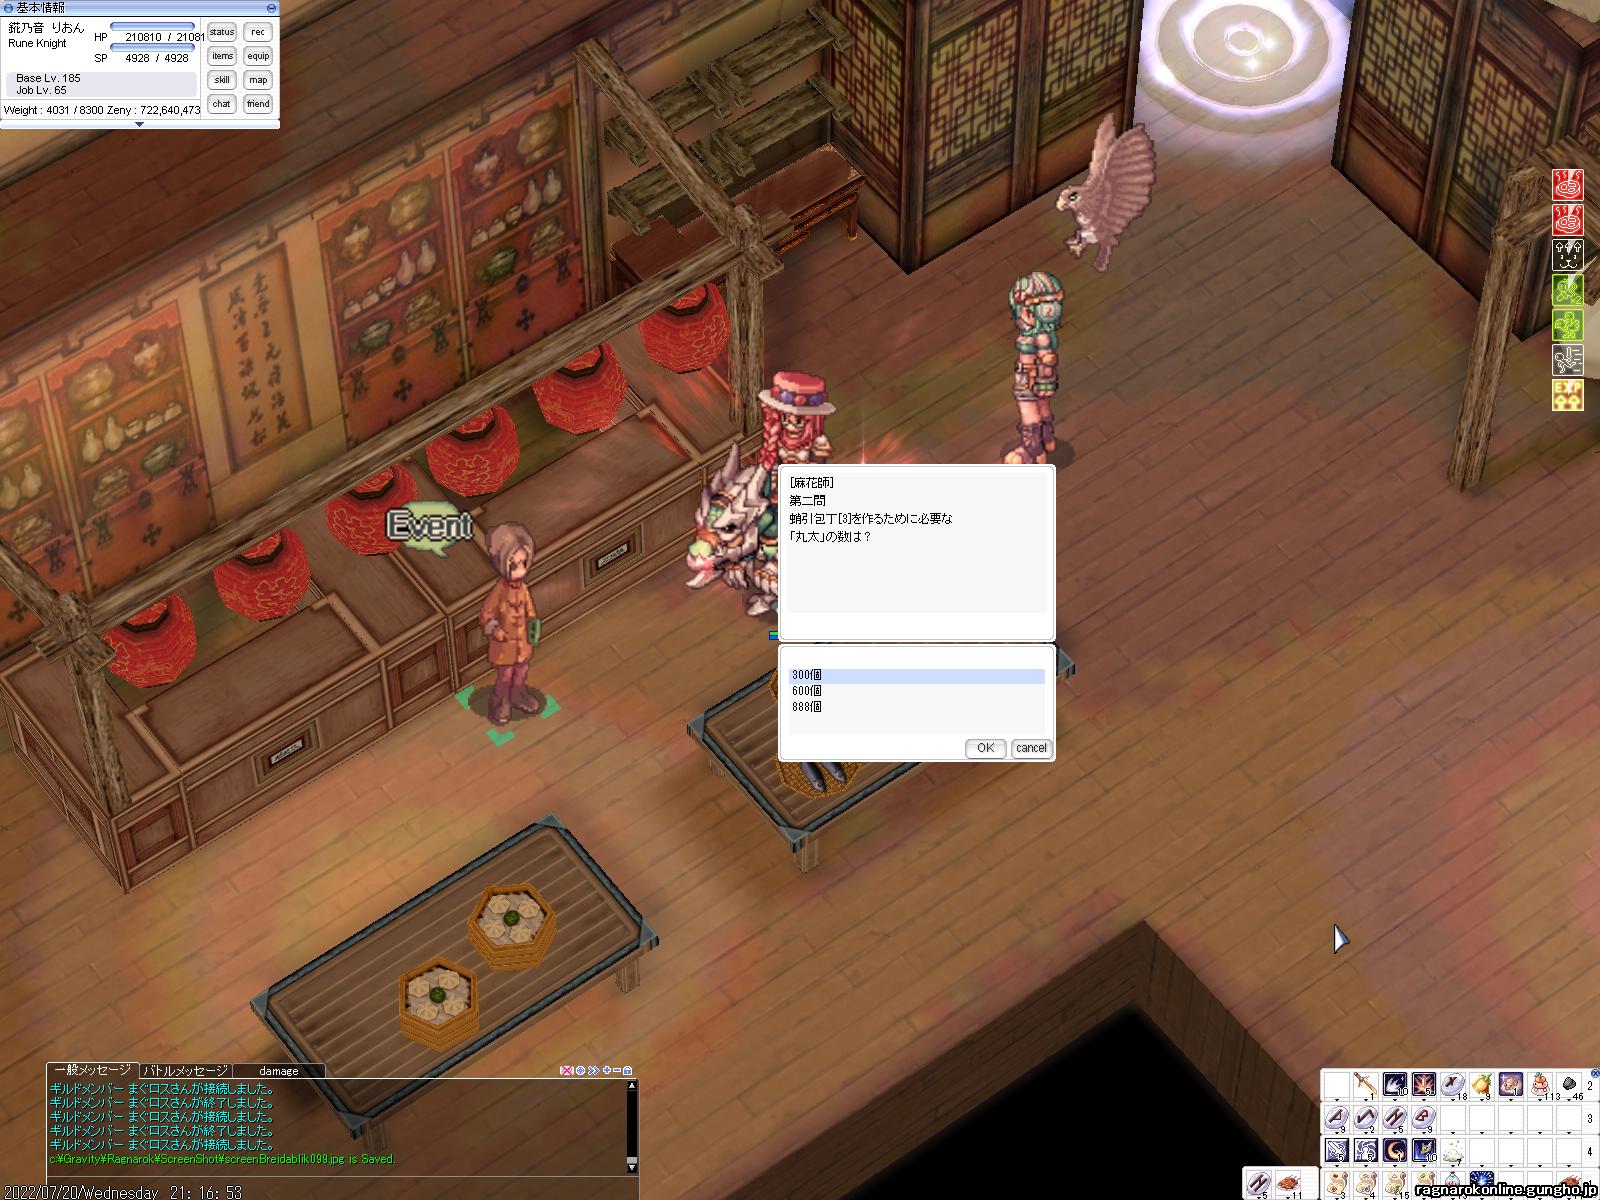 基本情報
錵乃音 りおん
Rune Knight
HP 210810 / 21081
SP 4928 / 4928
Base Lv. 185
Job Lv. 65
Weight : 4031 / 8300 Zeny : 722,640,473
status rec
items equip
skill map
chat friend
EXP
Event
[麻花師]
第二問
蛸引包丁[3]を作るために必要な
「丸太」の数は？
300個
600個
888個
OK cancel
一般メッセージ バトルメッセージ damage
ギルドメンバー まぐロスさんが接続しました。
ギルドメンバー まぐロスさんが終了しました。
ギルドメンバー まぐロスさんが接続しました。
ギルドメンバー まぐロスさんが終了しました。
ギルドメンバー まぐロスさんが接続しました。
c:\Gravity\Ragnarok\ScreenShot\screenBreidablik099.jpg is Saved.
2022/07/20/Wednesday 21:16:53
ragnarokonline.gungho.jp